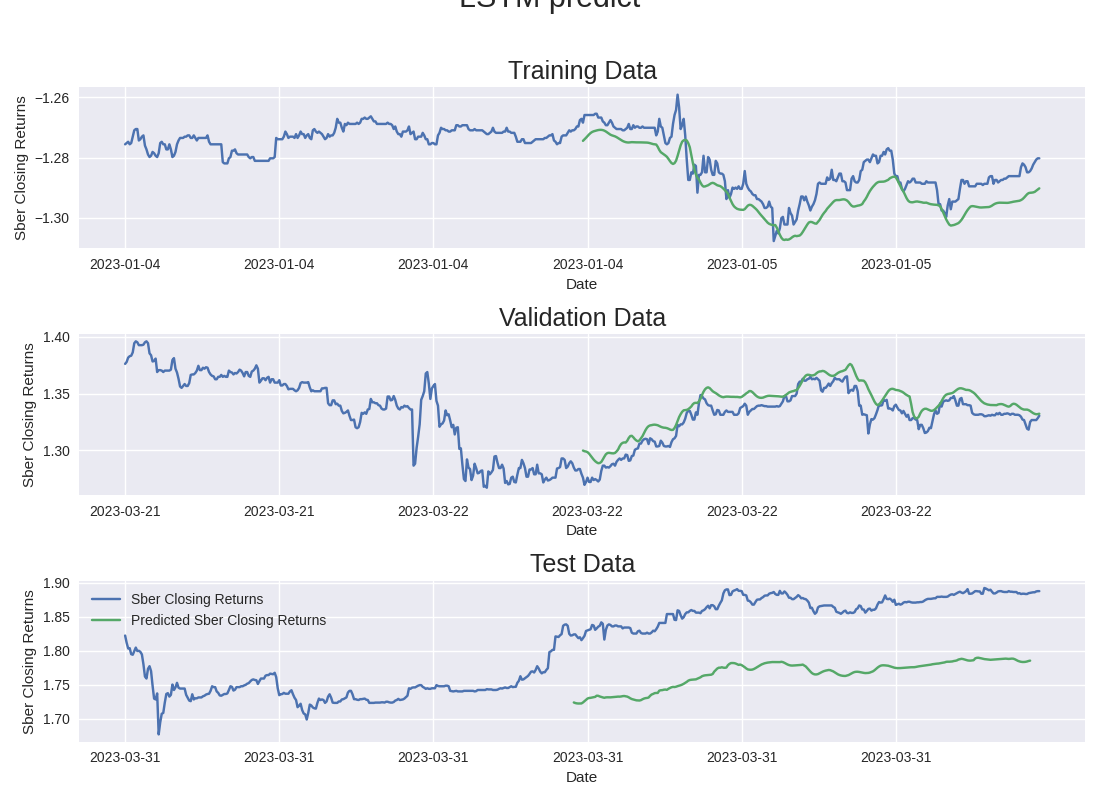 LSTM predict
Training Data
Sber Closing Returns
−1.26
−1.28
−1.30
2023-01-04 2023-01-04 2023-01-04 2023-01-04 2023-01-05 2023-01-05
Date
Validation Data
Sber Closing Returns
1.40
1.35
1.30
2023-03-21 2023-03-21 2023-03-22 2023-03-22 2023-03-22 2023-03-22
Date
Test Data
Sber Closing Returns
1.90
1.85
1.80
1.75
1.70
Sber Closing Returns
Predicted Sber Closing Returns
2023-03-31 2023-03-31 2023-03-31 2023-03-31 2023-03-31 2023-03-31
Date